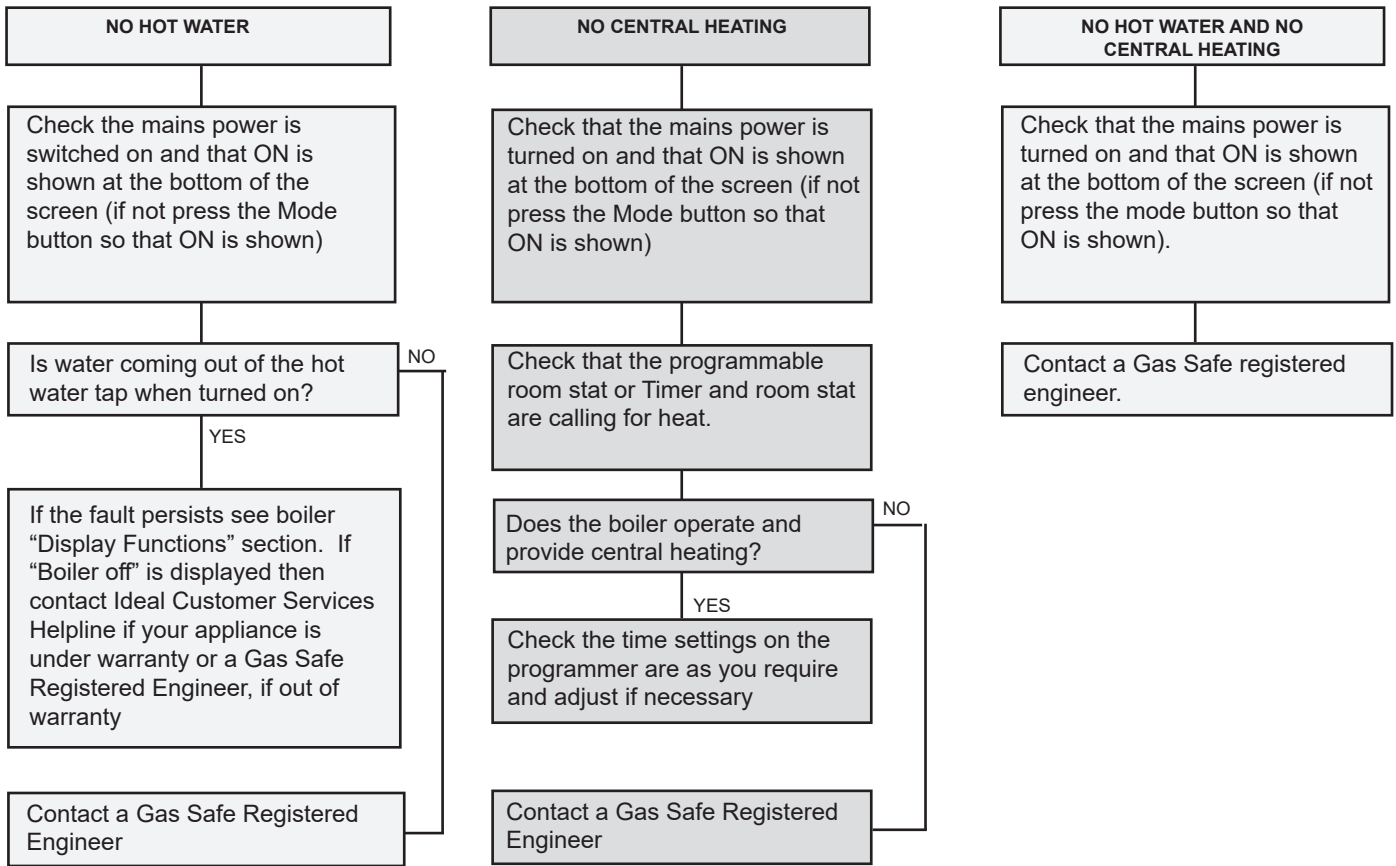 NO HOT WATER
Check the mains power is
switched on and that ON is
shown at the bottom of the
screen (if not press the Mode
button so that ON is shown)
Is water coming out of the hot
water tap when turned on?
NO
YES
If the fault persists see boiler
“Display Functions” section.  If
“Boiler off” is displayed then
contact Ideal Customer Services
Helpline if your appliance is
under warranty or a Gas Safe
Registered Engineer, if out of
warranty
Contact a Gas Safe Registered
Engineer
NO CENTRAL HEATING
Check that the mains power is
turned on and that ON is shown
at the bottom of the screen (if not
press the Mode button so that
ON is shown)
Check that the programmable
room stat or Timer and room stat
are calling for heat.
Does the boiler operate and
provide central heating?
NO
YES
Check the time settings on the
programmer are as you require
and adjust if necessary
Contact a Gas Safe Registered
Engineer
NO HOT WATER AND NO
CENTRAL HEATING
Check that the mains power is
turned on and that ON is shown
at the bottom of the screen (if not
press the mode button so that
ON is shown).
Contact a Gas Safe registered
engineer.